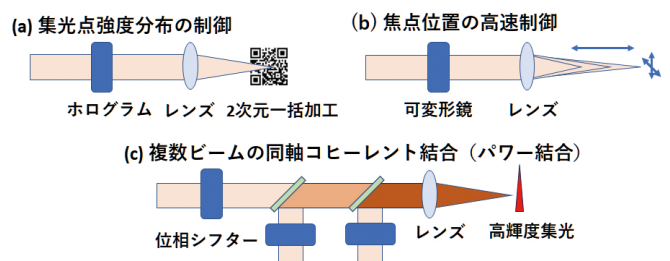 (a) 集光点強度分布の制御
ホログラム レンズ 2次元一括加工
(b) 焦点位置の高速制御
可変形鏡 レンズ
(c) 複数ビームの同軸コヒーレント結合（パワー結合）
位相シフター レンズ 高輝度集光